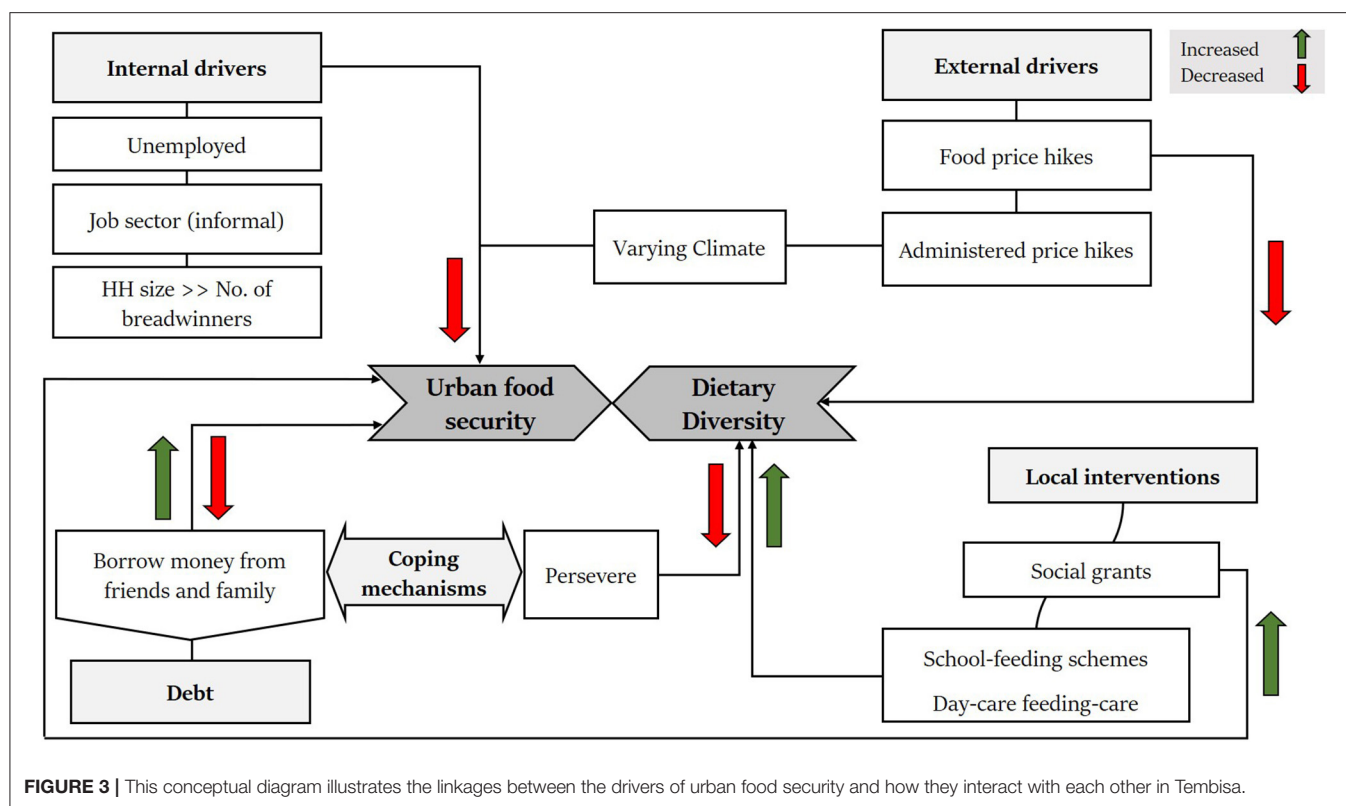 Internal drivers
Unemployed
Job sector (informal)
HH size >> No. of
breadwinners
External drivers
Food price hikes
Administered price hikes
Increased
Decreased
Varying Climate
Urban food
security
Dietary
Diversity
Local interventions
Social grants
School-feeding schemes
Day-care feeding-care
Borrow money from
friends and family
Coping
mechanisms
Persevere
Debt
FIGURE 3 | This conceptual diagram illustrates the linkages between the drivers of urban food security and how they interact with each other in Tembisa.